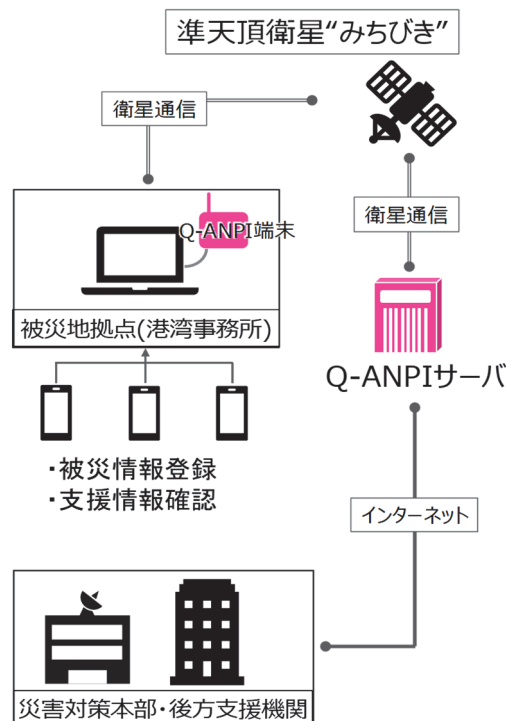 準天頂衛星“みちびき”
衛星通信
衛星通信
Q-ANPI端末
被災地拠点(港湾事務所)
Q-ANPIサーバ
・被災情報登録
・支援情報確認
インターネット
災害対策本部・後方支援機関